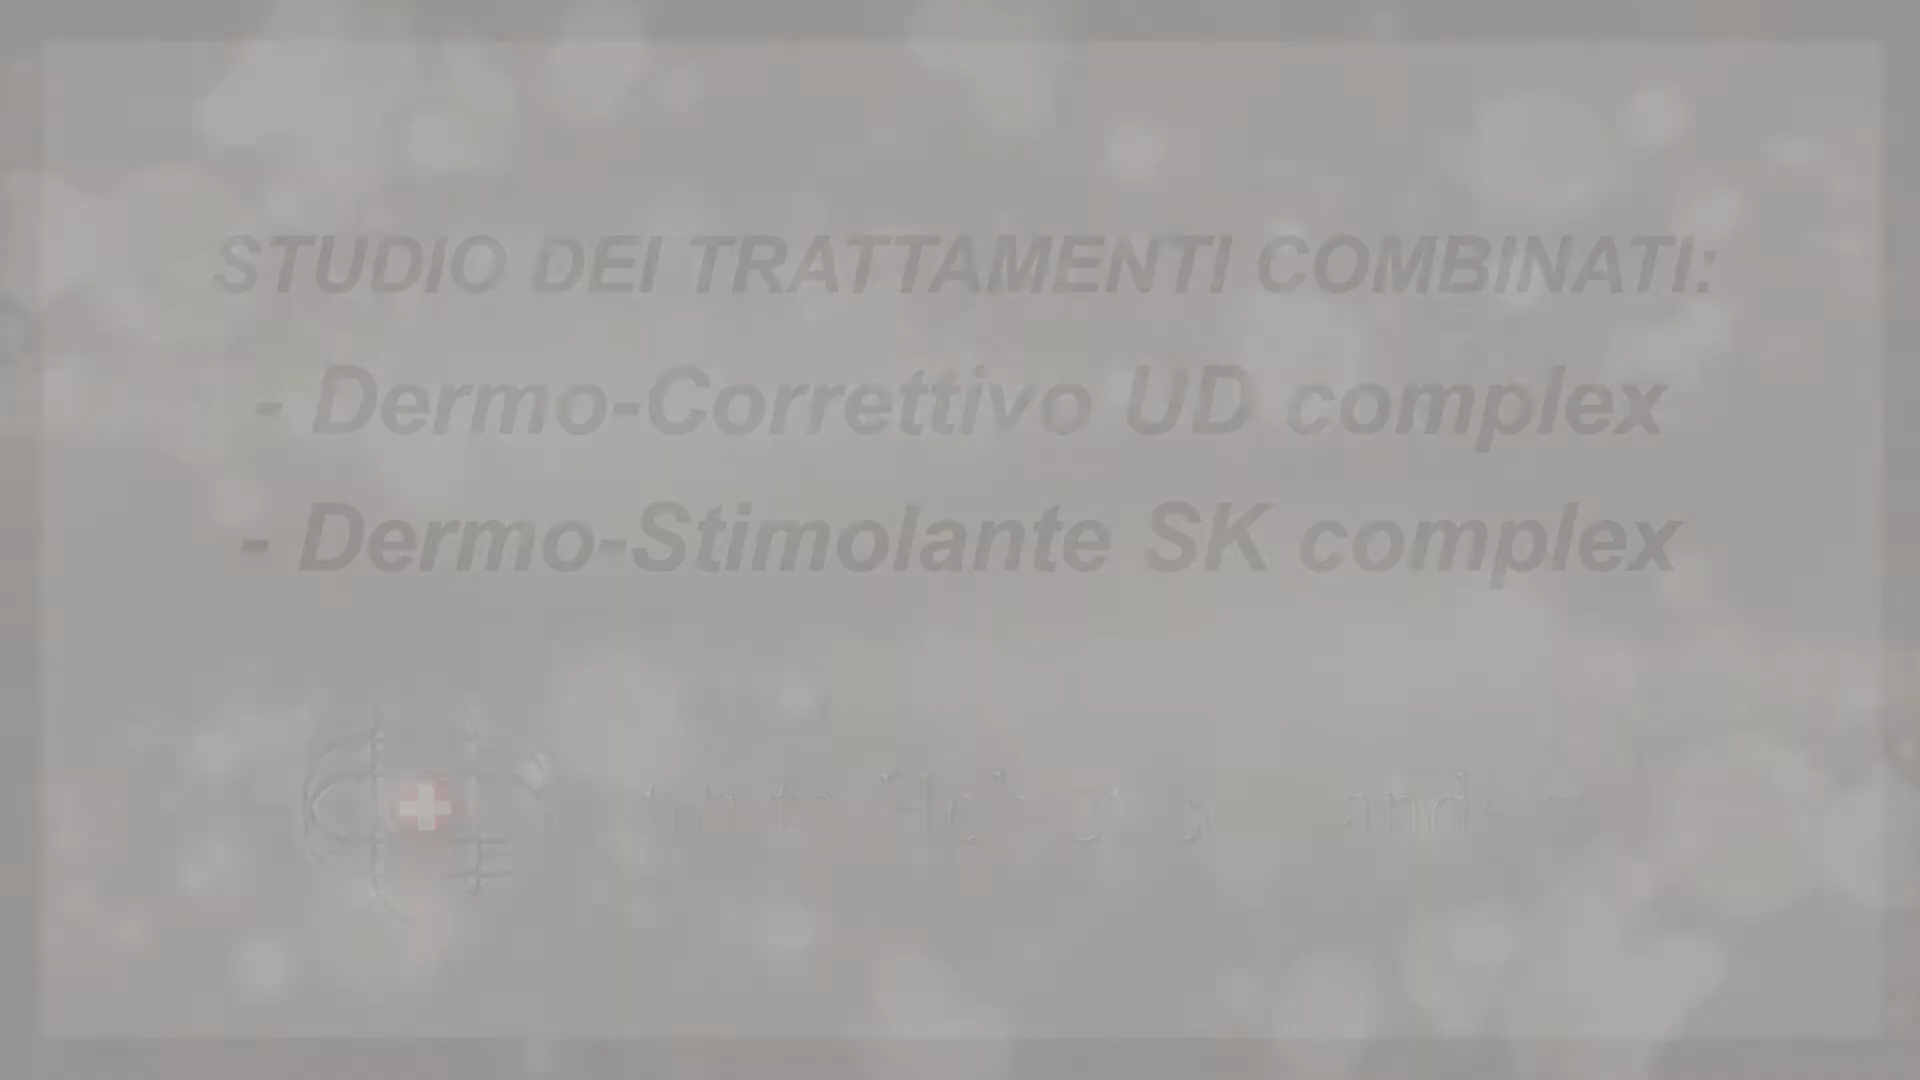 STUDIO DEI TRATTAMENTI COMBINATI:
- Dermo-Correttivo UD complex
- Dermo-Stimolante SK complex